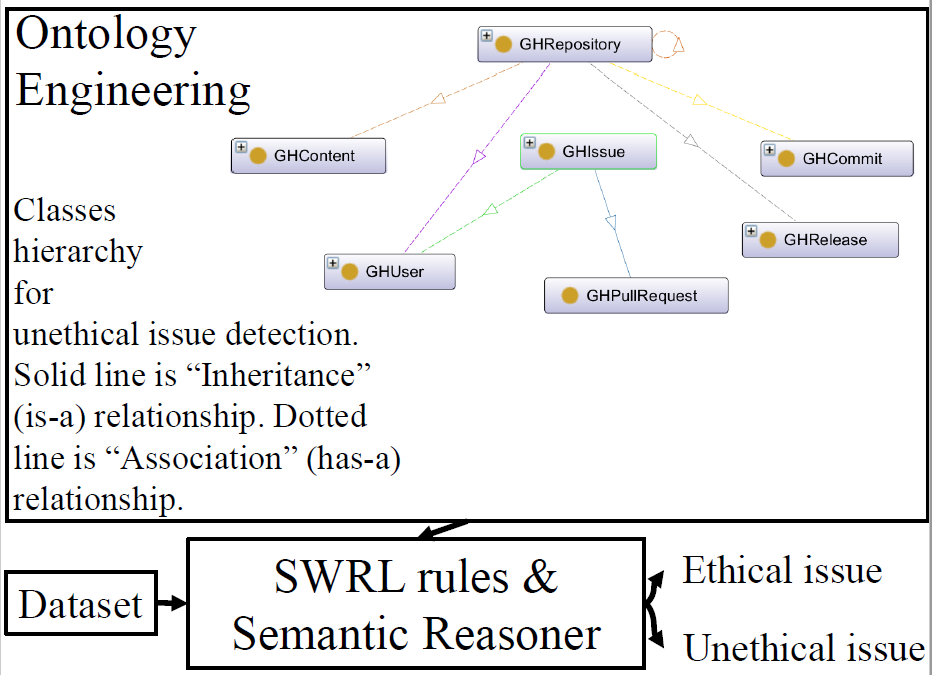 Ontology
Engineering
GHRepository
GHContent
GHIssue
GHCommit
GHRelease
GHUser
GHPullRequest
Classes
hierarchy
for
unethical issue detection.
Solid line is “Inheritance”
(is-a) relationship. Dotted
line is “Association” (has-a)
relationship.
Dataset
SWRL rules &
Semantic Reasoner
Ethical issue
Unethical issue